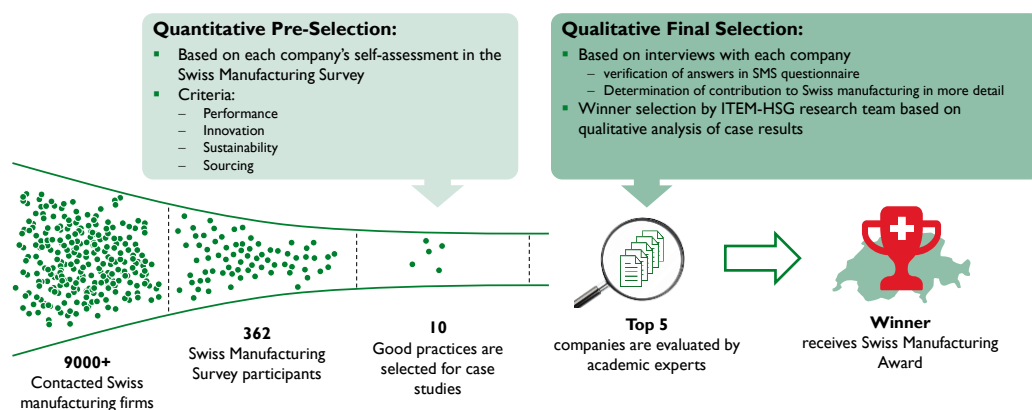 Quantitative Pre-Selection:
▪ Based on each company's self-assessment in the
Swiss Manufacturing Survey
▪ Criteria:
– Performance
– Innovation
– Sustainability
– Sourcing
Qualitative Final Selection:
▪ Based on interviews with each company
– verification of answers in SMS questionnaire
– Determination of contribution to Swiss manufacturing in more detail
▪ Winner selection by ITEM-HSG research team based on
qualitative analysis of case results
9000+
Contacted Swiss
manufacturing firms
362
Swiss Manufacturing
Survey participants
10
Good practices are
selected for case
studies
Top 5
companies are evaluated by
academic experts
Winner
receives Swiss Manufacturing
Award